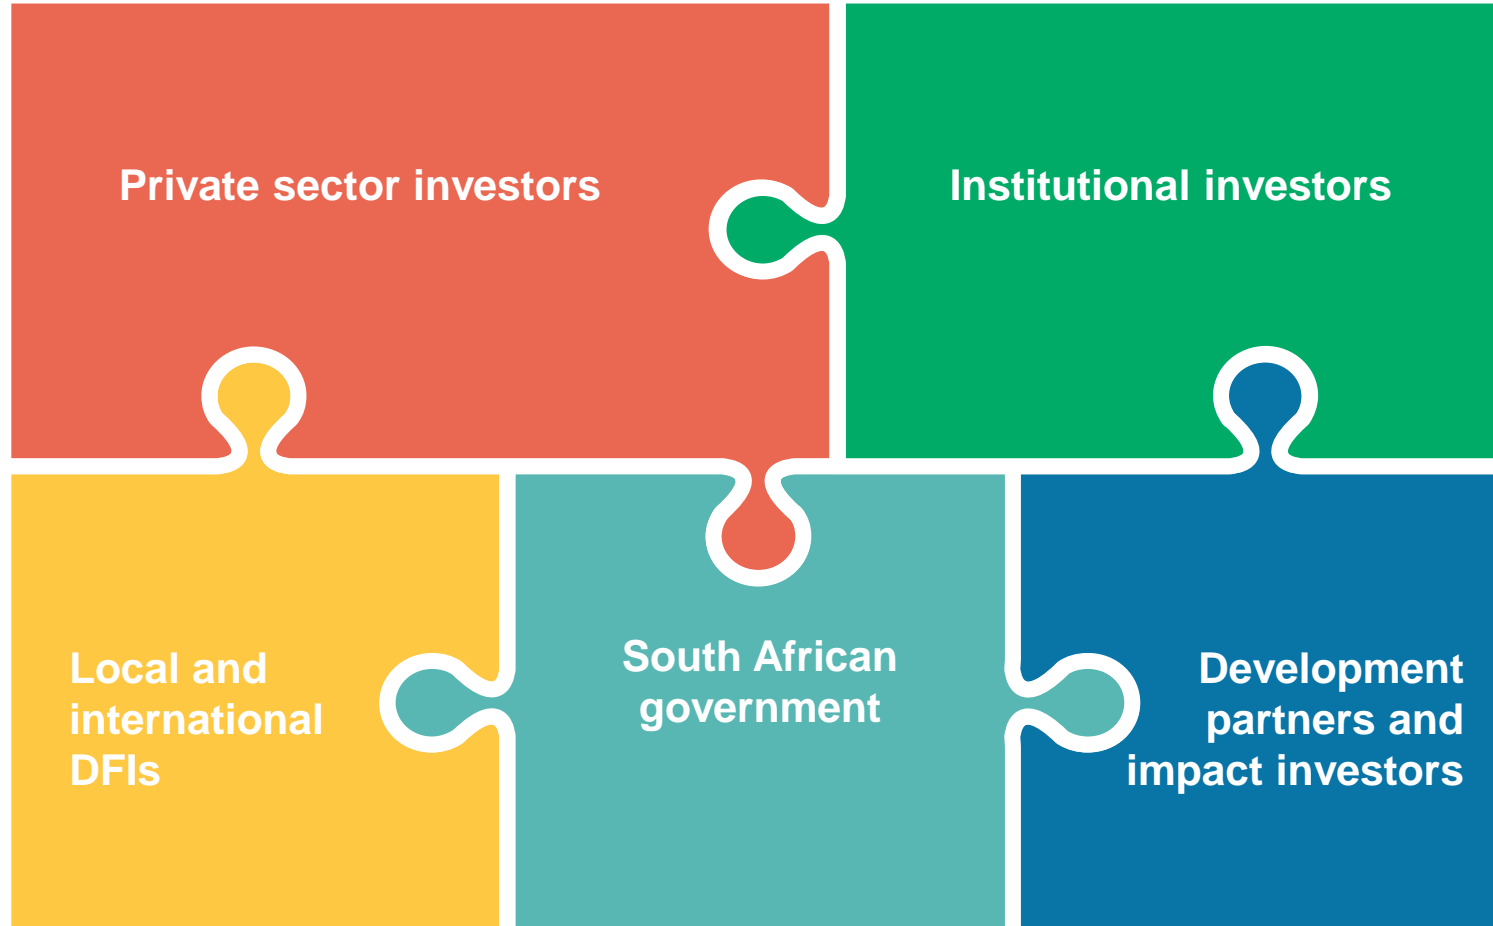 Private sector investors
Institutional investors
Local and
international
DFIs
South African
government
Development
partners and
impact investors